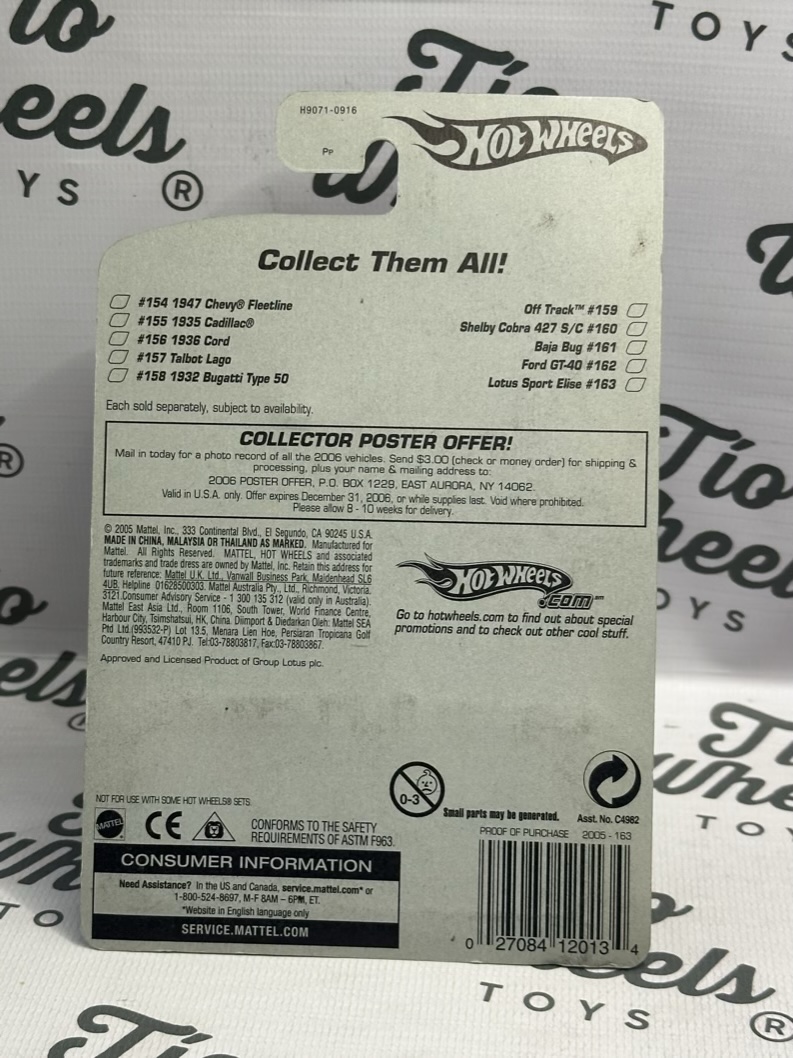 H9071-0916
Pp
HOT WHEELS
Collect Them All!
#154 1947 Chevy® Fleetline
#155 1935 Cadillac®
#156 1936 Cord
#157 Talbot Lago
#158 1932 Bugatti Type 50
Off Track™ #159
Shelby Cobra 427 S/C #160
Baja Bug #161
Ford GT-40 #162
Lotus Sport Elise #163
Each sold separately, subject to availability.
COLLECTOR POSTER OFFER!
Mail in today for a photo record of all the 2006 vehicles. Send $3.00 (check or money order) for shipping &
processing, plus your name & mailing address to:
2006 POSTER OFFER, P.O. BOX 1229, EAST AURORA, NY 14062.
Valid in U.S.A. only. Offer expires December 31, 2006, or while supplies last. Void where prohibited.
Please allow 8 - 10 weeks for delivery.
© 2005 Mattel, Inc., 333 Continental Blvd., El Segundo, CA 90245 U.S.A.
MADE IN CHINA, MALAYSIA OR THAILAND AS MARKED. Manufactured for
Mattel. All Rights Reserved. MATTEL, HOT WHEELS and associated
trademarks and trade dress are owned by Mattel, Inc. Retain this address for
future reference: Mattel U.K. Ltd., Vanwall Business Park, Maidenhead SL6
4UB. Helpline 01628500303. Mattel Australia Pty., Ltd., Richmond, Victoria.
3121.Consumer Advisory Service - 1 300 135 312 (valid only in Australia).
Mattel East Asia Ltd., Room 1106, South Tower, World Finance Centre,
Harbour City, Tsimshatsui, HK, China. Diimport & Diedarkan Oleh: Mattel SEA
Ptd Ltd.(993532-P) Lot 13.5, Menara Lien Hoe, Persiaran Tropicana Golf
Country Resort, 47410 PJ. Tel:03-78803817, Fax:03-78803867.
Approved and Licensed Product of Group Lotus plc.
HOT WHEELS
.COM™
Go to hotwheels.com to find out about special
promotions and to check out other cool stuff.
NOT FOR USE WITH SOME HOT WHEELS® SETS.
MATTEL
CE
CONFORMS TO THE SAFETY
REQUIREMENTS OF ASTM F963.
0-3
Small parts may be generated.
Asst. No. C4982
PROOF OF PURCHASE 2005 - 163
CONSUMER INFORMATION
Need Assistance? In the US and Canada, service.mattel.com* or
1-800-524-8697, M-F 8AM – 6PM, ET.
*Website in English language only
SERVICE.MATTEL.COM
0 27084 12013 4
Tio
Wheels
TOYS
®